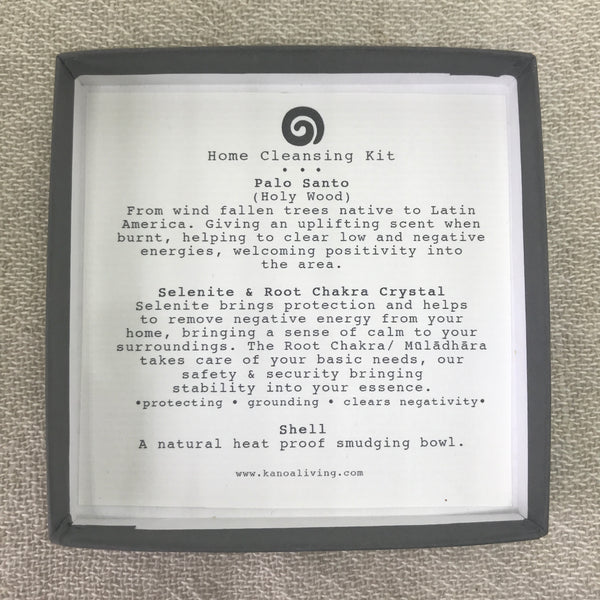 Home Cleansing Kit
• • •
Palo Santo
(Holy Wood)
From wind fallen trees native to Latin
America. Giving an uplifting scent when
burnt, helping to clear low and negative
energies, welcoming positivity into
the area.
Selenite & Root Chakra Crystal
Selenite brings protection and helps
to remove negative energy from your
home, bringing a sense of calm to your
surroundings. The Root Chakra/ Mūlādhāra
takes care of your basic needs, our
safety & security bringing
stability into your essence.
•protecting • grounding • clears negativity•
Shell
A natural heat proof smudging bowl.
www.kanoaliving.com